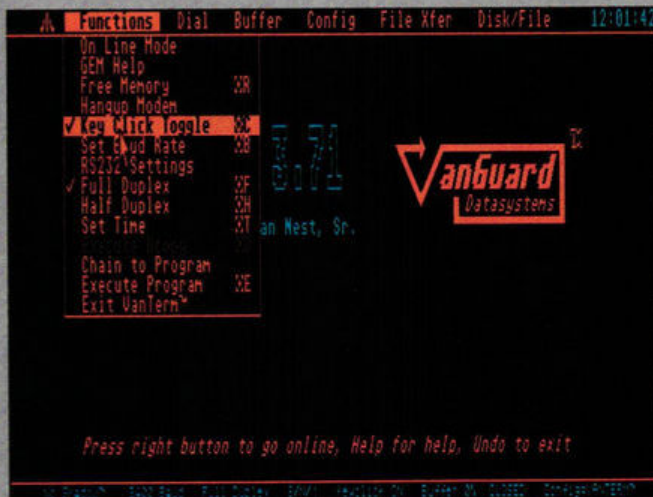 Functions Dial Buffer Config File Xfer Disk/File 12:01:42
On Line Mode
GEM Help
Free Memory ⌘R
Hangup Modem
✓ Key Click Toggle ⌘C
Set Baud Rate ⌘B
RS232 Settings
✓ Full Duplex ⌘F
Half Duplex ⌘H
Set Time ⌘T
Chain to Program
Execute Program ⌘E
Exit VanTerm™
3.71
an Nest, Sr.
VanGuard
Datasystems
TM
Press right button to go online, Help for help, Undo to exit